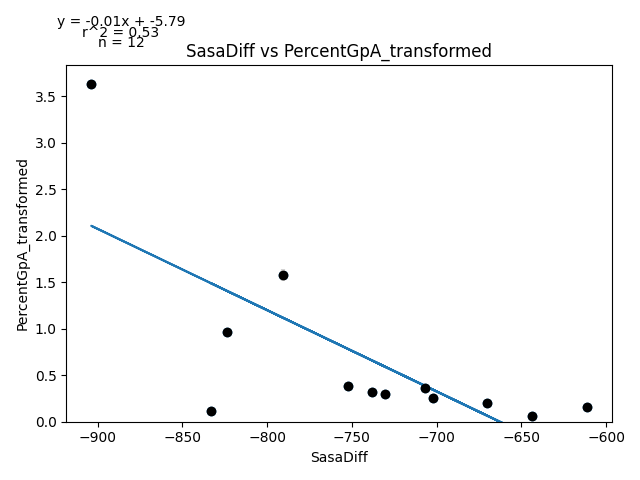 y = -0.01x + -5.79
r^2 = 0.53
n = 12
SasaDiff vs PercentGpA_transformed
PercentGpA_transformed
3.5
3.0
2.5
2.0
1.5
1.0
0.5
0.0
−900 −850 −800 −750 −700 −650 −600
SasaDiff